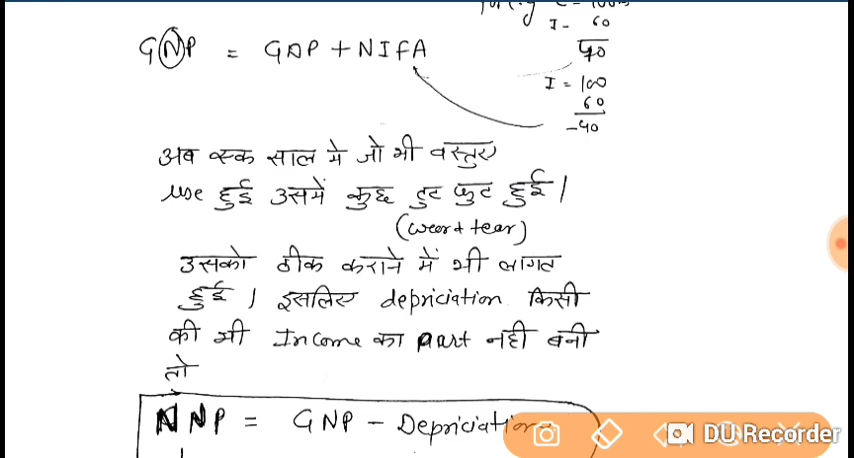 I - 60
40
GNP = GDP + NIFA
I = 100
60
-40
अब एक साल मे जो भी वस्तुए
use हुई उसमें कुछ टुट फुट हुई।
(wear & tear)
उसको ठीक कराने में भी लागत
हुई। इसलिए depriciation किसी
की भी Income का part नही बनी
तो
NNP = GNP - Depriciation
DU Recorder